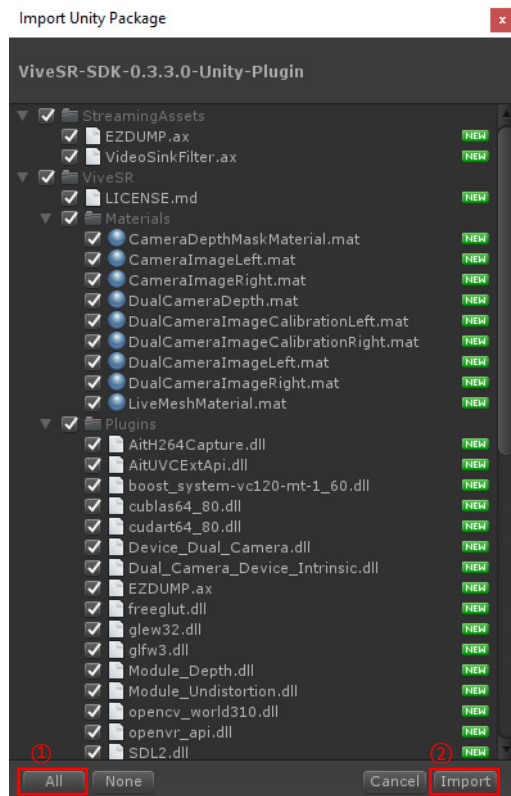 Import Unity Package
x
ViveSR-SDK-0.3.3.0-Unity-Plugin
StreamingAssets
EZDUMP.ax NEW
VideoSinkFilter.ax NEW
ViveSR
LICENSE.md NEW
Materials
CameraDepthMaskMaterial.mat NEW
CameraImageLeft.mat NEW
CameraImageRight.mat NEW
DualCameraDepth.mat NEW
DualCameraImageCalibrationLeft.mat NEW
DualCameraImageCalibrationRight.mat NEW
DualCameraImageLeft.mat NEW
DualCameraImageRight.mat NEW
LiveMeshMaterial.mat NEW
Plugins
AitH264Capture.dll NEW
AitUVCExtApi.dll NEW
boost_system-vc120-mt-1_60.dll NEW
cublas64_80.dll NEW
cudart64_80.dll NEW
Device_Dual_Camera.dll NEW
Dual_Camera_Device_Intrinsic.dll NEW
EZDUMP.ax NEW
freeglut.dll NEW
glew32.dll NEW
glfw3.dll NEW
Module_Depth.dll NEW
Module_Undistortion.dll NEW
opencv_world310.dll NEW
openvr_api.dll NEW
SDL2.dll NEW
① ②
All None Cancel Import